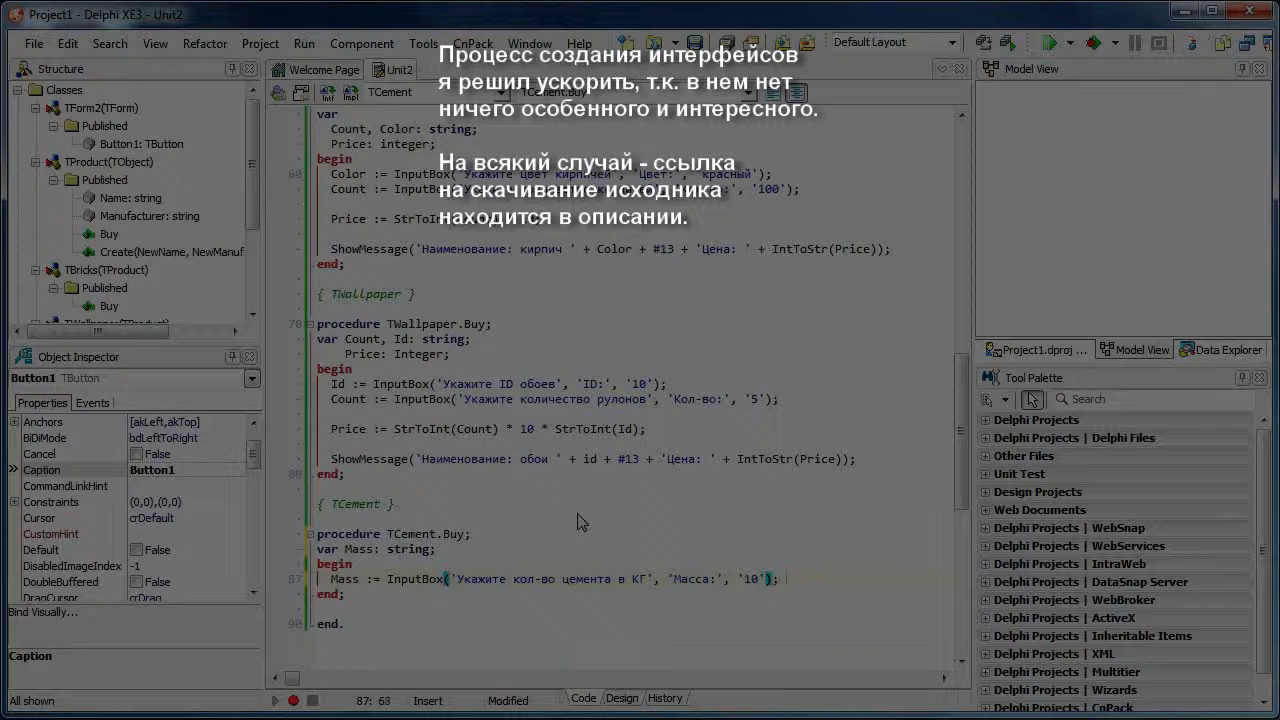 Project1 - Delphi XE3 - Unit2
File Edit Search View Refactor Project Run Component Tools CnPack Window Help
Default Layout
Процесс создания интерфейсов
я решил ускорить, т.к. в нем нет
ничего особенного и интересного.
На всякий случай - ссылка
на скачивание исходника
находится в описании.
Structure
Classes
TForm2(TForm)
Published
Button1: TButton
TProduct(TObject)
Published
Name: string
Manufacturer: string
Buy
Create(NewName, NewManuf
TBricks(TProduct)
Published
Buy
Object Inspector
Button1 TButton
Properties Events
Anchors [akLeft,akTop]
BiDiMode bdLeftToRight
Cancel False
Caption Button1
CommandLinkHint
Constraints (0,0),(0,0)
Cursor crDefault
CustomHint
Default False
DisabledImageIndex -1
DoubleBuffered False
crDrag
Bind Visually...
Caption
All shown
Welcome Page Unit2
TCement TCement.Buy
var
Count, Color: string;
Price: integer;
begin
60 Color := InputBox('Укажите цвет кирпичей', 'Цвет:', 'красный');
Count := InputBox(
:', '100');
Price := StrToInt(
ShowMessage('Наименование: кирпич ' + Color + #13 + 'Цена: ' + IntToStr(Price));
end;
{ TWallpaper }
70 procedure TWallpaper.Buy;
var Count, Id: string;
Price: Integer;
begin
Id := InputBox('Укажите ID обоев', 'ID:', '10');
Count := InputBox('Укажите количество рулонов', 'Кол-во:', '5');
Price := StrToInt(Count) * 10 * StrToInt(Id);
ShowMessage('Наименование: обои ' + id + #13 + 'Цена: ' + IntToStr(Price));
80 end;
{ TCement }
procedure TCement.Buy;
var Mass: string;
begin
87 Mass := InputBox('Укажите кол-во цемента в КГ', 'Масса:', '10');
end;
90 end.
87: 63 Insert Modified Code Design History
Model View
Project1.dproj ... Model View Data Explorer
Tool Palette
Search
Delphi Projects
Delphi Projects | Delphi Files
Other Files
Unit Test
Design Projects
Web Documents
Delphi Projects | WebSnap
Delphi Projects | WebServices
Delphi Projects | IntraWeb
Delphi Projects | DataSnap Server
Delphi Projects | WebBroker
Delphi Projects | ActiveX
Delphi Projects | Inheritable Items
Delphi Projects | XML
Delphi Projects | Multitier
Delphi Projects | Wizards
Delphi Projects | CnPack